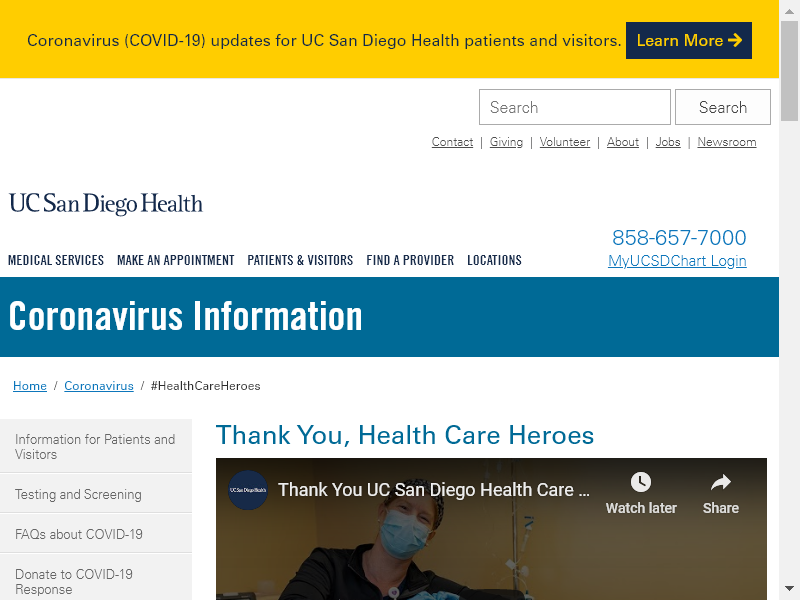 Coronavirus (COVID-19) updates for UC San Diego Health patients and visitors. Learn More
Search Search
Contact | Giving | Volunteer | About | Jobs | Newsroom
UC San Diego Health
858-657-7000
MEDICAL SERVICES MAKE AN APPOINTMENT PATIENTS & VISITORS FIND A PROVIDER LOCATIONS
MyUCSDChart Login
Coronavirus Information
Home / Coronavirus / #HealthCareHeroes
Information for Patients and
Visitors
Testing and Screening
FAQs about COVID-19
Donate to COVID-19
Response
Thank You, Health Care Heroes
UC San Diego Health
Thank You UC San Diego Health Care ...
Watch later
Share